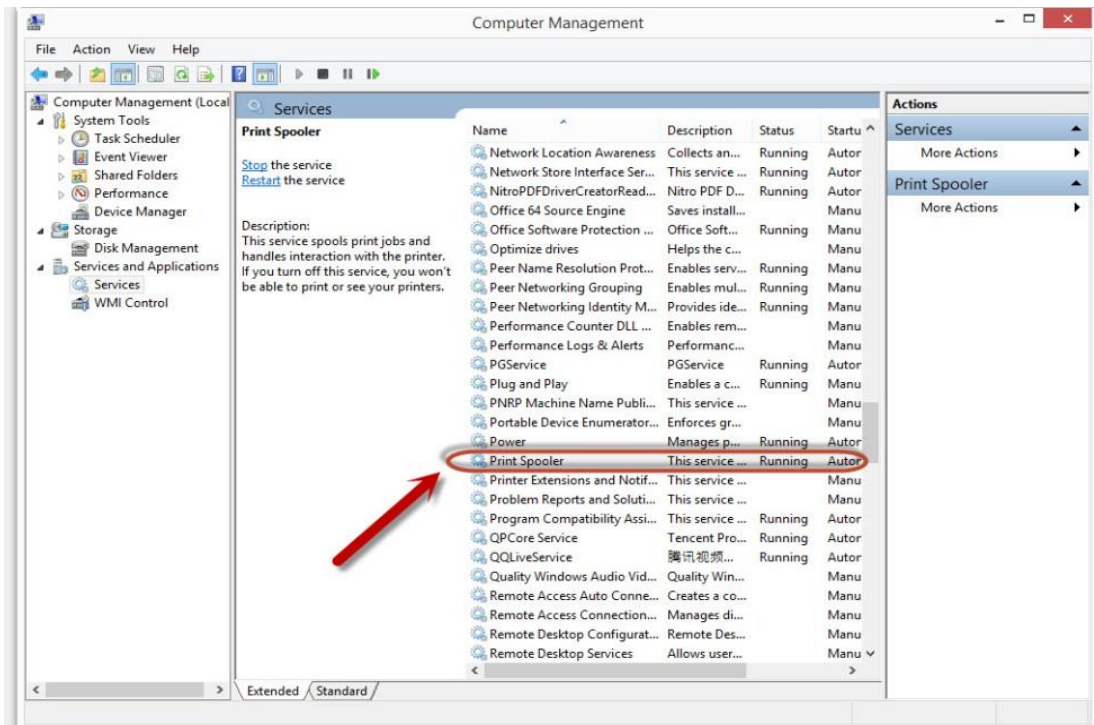 Computer Management
File Action View Help
Computer Management (Local
System Tools
Task Scheduler
Event Viewer
Shared Folders
Performance
Device Manager
Storage
Disk Management
Services and Applications
Services
WMI Control
Services
Print Spooler
Stop the service
Restart the service
Description:
This service spools print jobs and
handles interaction with the printer.
If you turn off this service, you won't
be able to print or see your printers.
Name Description Status Startu
Network Location Awareness Collects an... Running Autor
Network Store Interface Ser... This service ... Running Autor
NitroPDFDriverCreatorRead... Nitro PDF D... Running Autor
Office 64 Source Engine Saves install... Manu
Office Software Protection ... Office Soft... Running Manu
Optimize drives Helps the c... Manu
Peer Name Resolution Prot... Enables serv... Running Manu
Peer Networking Grouping Enables mul... Running Manu
Peer Networking Identity M... Provides ide... Running Manu
Performance Counter DLL ... Enables rem... Manu
Performance Logs & Alerts Performanc... Manu
PGService PGService Running Autor
Plug and Play Enables a c... Running Manu
PNRP Machine Name Publi... This service ... Manu
Portable Device Enumerator... Enforces gr... Manu
Power Manages p... Running Autor
Print Spooler This service ... Running Autor
Printer Extensions and Notif... This service ... Manu
Problem Reports and Soluti... This service ... Manu
Program Compatibility Assi... This service ... Running Autor
QPCore Service Tencent Pro... Running Autor
QQLiveService 腾讯视频... Running Autor
Quality Windows Audio Vid... Quality Win... Manu
Remote Access Auto Conne... Creates a co... Manu
Remote Access Connection... Manages di... Manu
Remote Desktop Configurat... Remote Des... Manu
Remote Desktop Services Allows user... Manu
Extended Standard
Actions
Services
More Actions
Print Spooler
More Actions